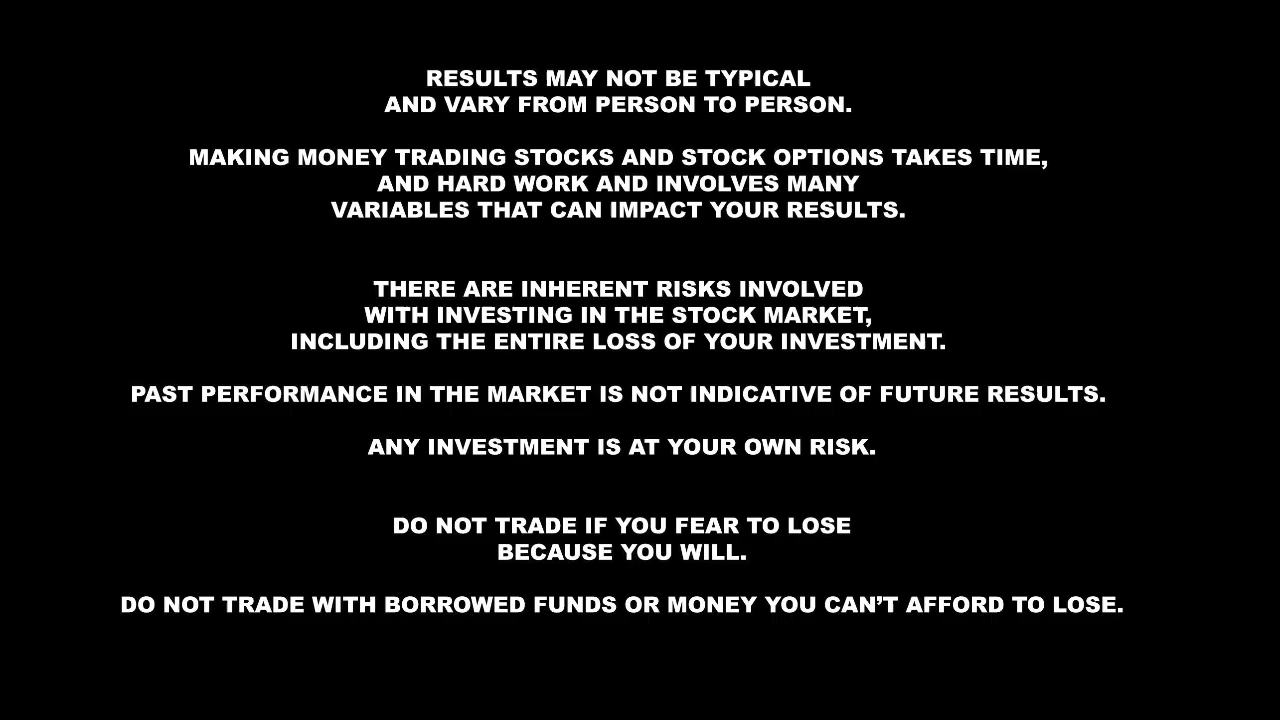 RESULTS MAY NOT BE TYPICAL
AND VARY FROM PERSON TO PERSON.
MAKING MONEY TRADING STOCKS AND STOCK OPTIONS TAKES TIME,
AND HARD WORK AND INVOLVES MANY
VARIABLES THAT CAN IMPACT YOUR RESULTS.
THERE ARE INHERENT RISKS INVOLVED
WITH INVESTING IN THE STOCK MARKET,
INCLUDING THE ENTIRE LOSS OF YOUR INVESTMENT.
PAST PERFORMANCE IN THE MARKET IS NOT INDICATIVE OF FUTURE RESULTS.
ANY INVESTMENT IS AT YOUR OWN RISK.
DO NOT TRADE IF YOU FEAR TO LOSE
BECAUSE YOU WILL.
DO NOT TRADE WITH BORROWED FUNDS OR MONEY YOU CAN’T AFFORD TO LOSE.